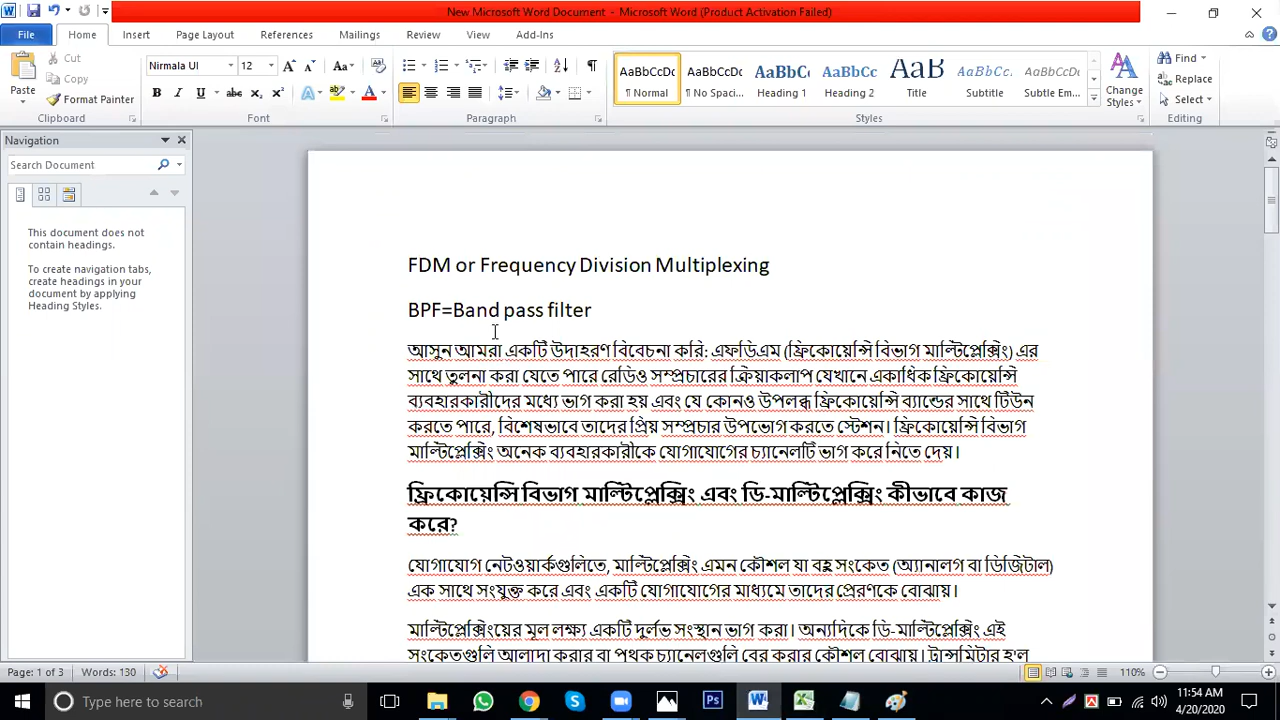 New Microsoft Word Document - Microsoft Word (Product Activation Failed)
File Home Insert Page Layout References Mailings Review View Add-Ins
Paste
Cut
Copy
Format Painter
Clipboard
Nirmala UI 12
Font
Paragraph
AaBbCcDc AaBbCcDc AaBbC AaBbCc AaB AaBbCcI AaBbCcDc
¶ Normal ¶ No Spaci... Heading 1 Heading 2 Title Subtitle Subtle Em...
Change Styles
Styles
Find
Replace
Select
Editing
Navigation
Search Document
This document does not
contain headings.
To create navigation tabs,
create headings in your
document by applying
Heading Styles.
FDM or Frequency Division Multiplexing
BPF=Band pass filter
আসুন আমরা একটি উদাহরণ বিবেচনা করি: এফডিএম (ফ্রিকোয়েন্সি বিভাগ মাল্টিপ্লেক্সিং) এর
সাথে তুলনা করা যেতে পারে রেডিও সম্প্রচারের ক্রিয়াকলাপ যেখানে একাধিক ফ্রিকোয়েন্সি
ব্যবহারকারীদের মধ্যে ভাগ করা হয় এবং যে কোনও উপলব্ধ ফ্রিকোয়েন্সি ব্যান্ডের সাথে টিউন
করতে পারে, বিশেষভাবে তাদের প্রিয় সম্প্রচার উপভোগ করতে স্টেশন। ফ্রিকোয়েন্সি বিভাগ
মাল্টিপ্লেক্সিং অনেক ব্যবহারকারীকে যোগাযোগের চ্যানেলটি ভাগ করে নিতে দেয়।
ফ্রিকোয়েন্সি বিভাগ মাল্টিপ্লেক্সিং এবং ডি-মাল্টিপ্লেক্সিং কীভাবে কাজ
করে?
যোগাযোগ নেটওয়ার্কগুলিতে, মাল্টিপ্লেক্সিং এমন কৌশল যা বহু সংকেত (অ্যানালগ বা ডিজিটাল)
এক সাথে সংযুক্ত করে এবং একটি যোগাযোগের মাধ্যমে তাদের প্রেরণকে বোঝায়।
মাল্টিপ্লেক্সিংয়ের মূল লক্ষ্য একটি দুর্লভ সংস্থান ভাগ করা। অন্যদিকে ডি-মাল্টিপ্লেক্সিং এই
সংকেতগুলি আলাদা করার বা পৃথক চ্যানেলগুলি বের করার কৌশল বোঝায়। ট্রান্সমিটার হ'ল
Page: 1 of 3 Words: 130 110%
Type here to search
11:54 AM
4/20/2020